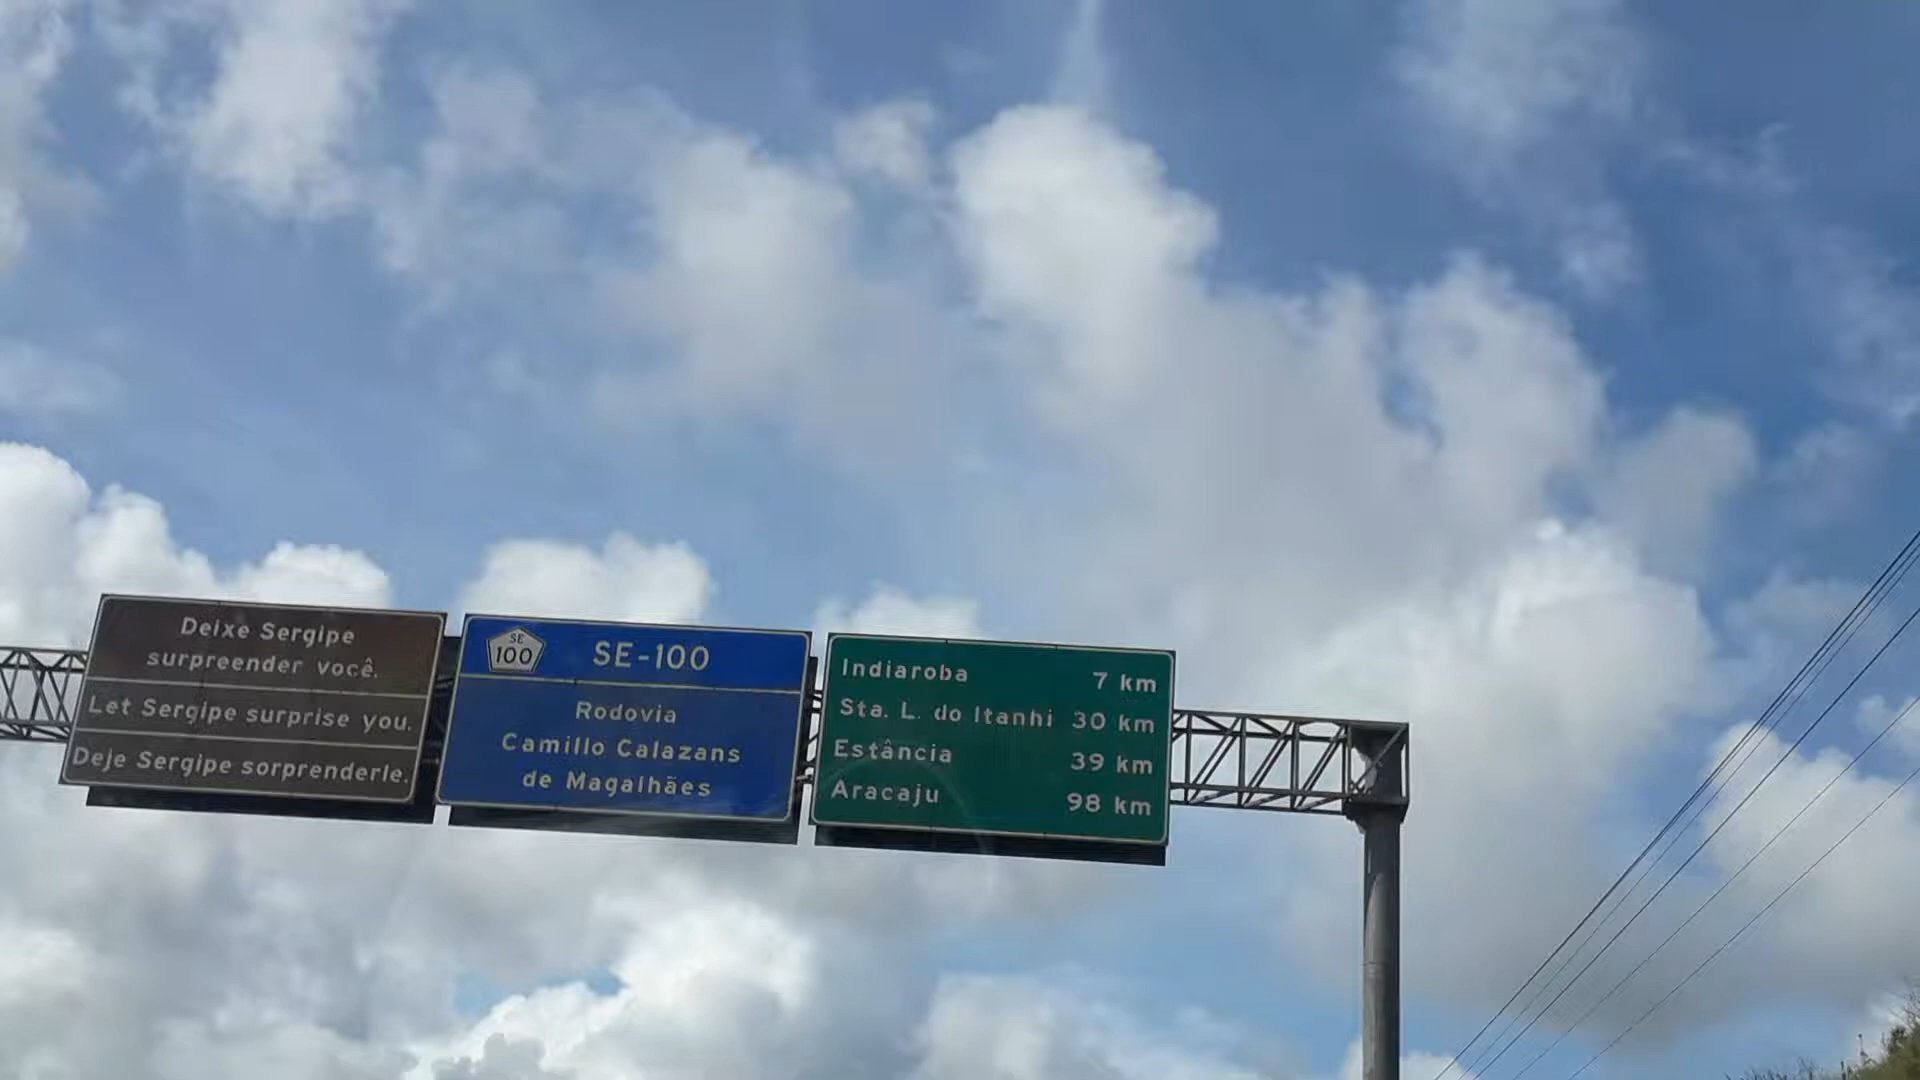 Deixe Sergipe
surpreender você.
Let Sergipe surprise you.
Deje Sergipe sorprenderle.
SE
100
SE-100
Rodovia
Camillo Calazans
de Magalhães
Indiaroba 7 km
Sta. L. do Itanhi 30 km
Estância 39 km
Aracaju 98 km